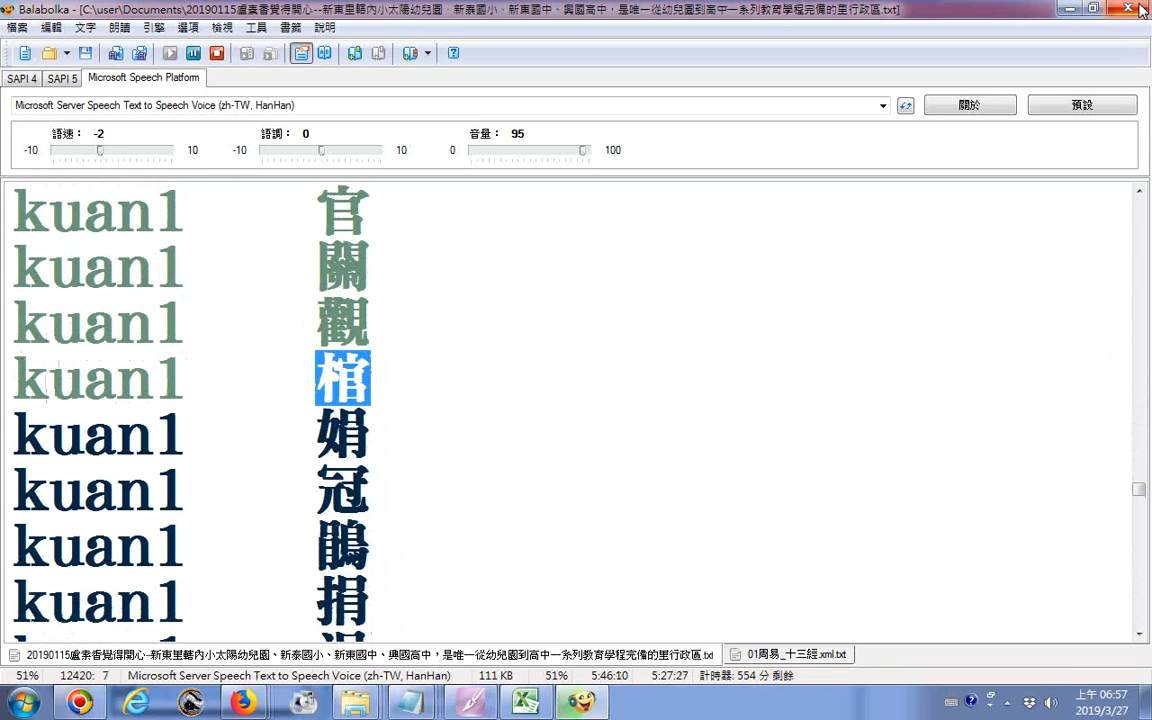 Balabolka - [C:\user\Documents\20190115盧素香覺得開心--新東里轄內小太陽幼兒園、新泰國小、新東國中、興國高中，是唯一從幼兒園到高中一系列教育學程完備的里行政區.txt]
檔案 編輯 文字 朗讀 引擎 選項 檢視 工具 書籤 說明
SAPI 4 SAPI 5 Microsoft Speech Platform
Microsoft Server Speech Text to Speech Voice (zh-TW, HanHan) 關於 預設
語速： -2 語調： 0 音量： 95
-10 10 -10 10 0 100
kuan1 官
kuan1 關
kuan1 觀
kuan1 棺
kuan1 娟
kuan1 冠
kuan1 鵑
kuan1 捐
kuan1
20190115盧素香覺得開心--新東里轄內小太陽幼兒園、新泰國小、新東國中、興國高中，是唯一從幼兒園到高中一系列教育學程完備的里行政區.txt 01周易_十三經.xml.txt
51% 12420: 7 Microsoft Server Speech Text to Speech Voice (zh-TW, HanHan) 111 KB 51% 5:46:10 5:27:27 計時器: 554 分 剩餘
上午 06:57
2019/3/27